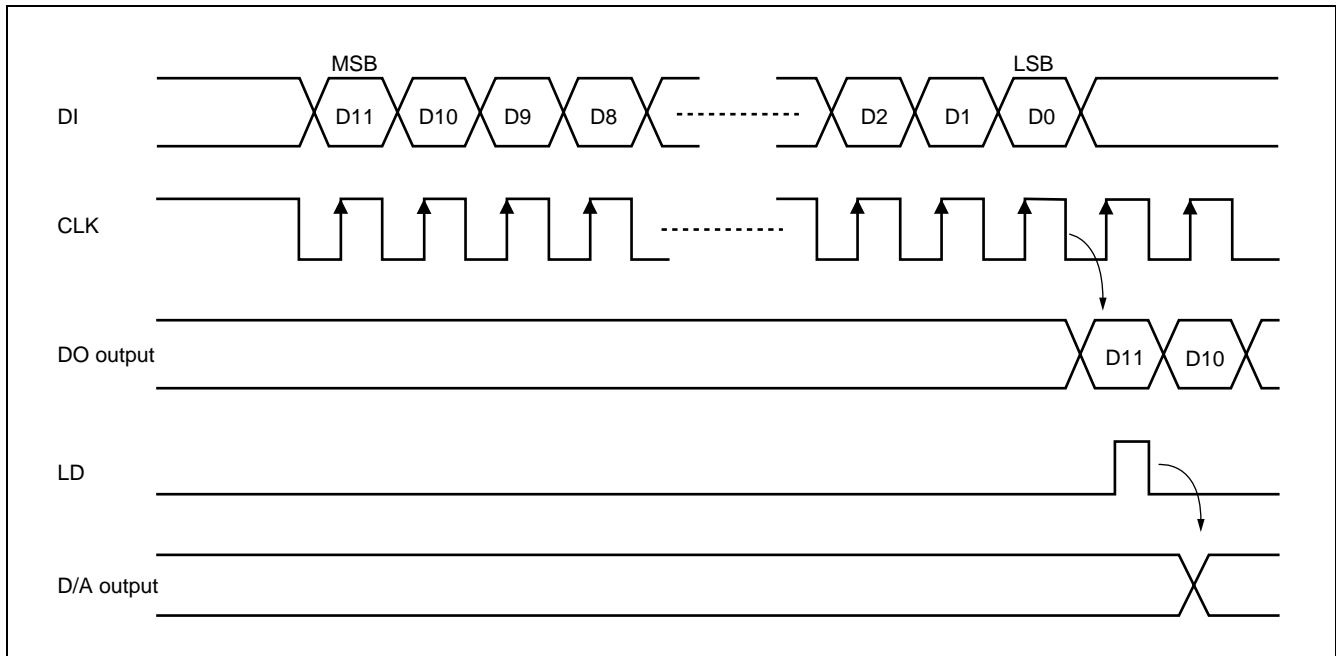 MSB LSB
DI D11 D10 D9 D8 D2 D1 D0
CLK
DO output D11 D10
LD
D/A output